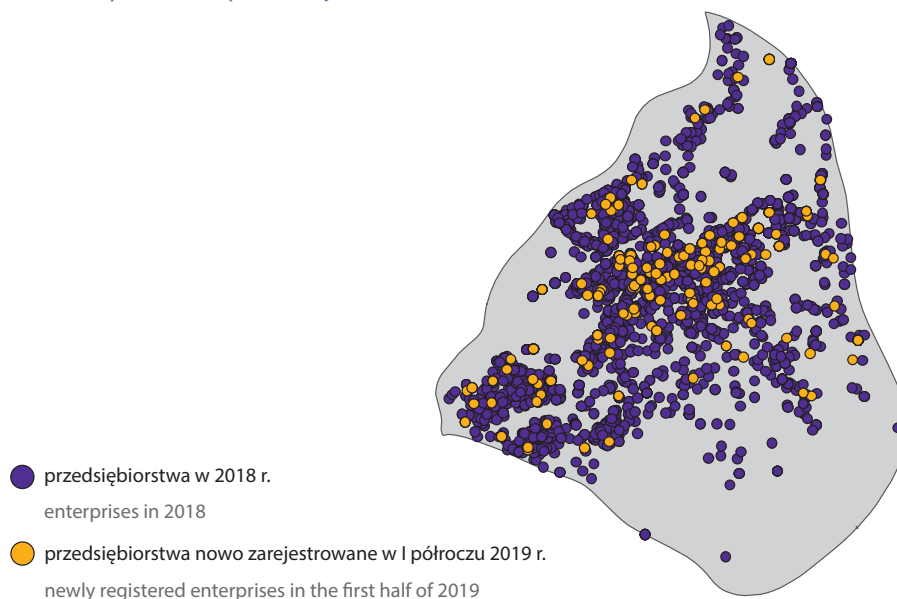 przedsiębiorstwa w 2018 r.
enterprises in 2018
przedsiębiorstwa nowo zarejestrowane w I półroczu 2019 r.
newly registered enterprises in the first half of 2019